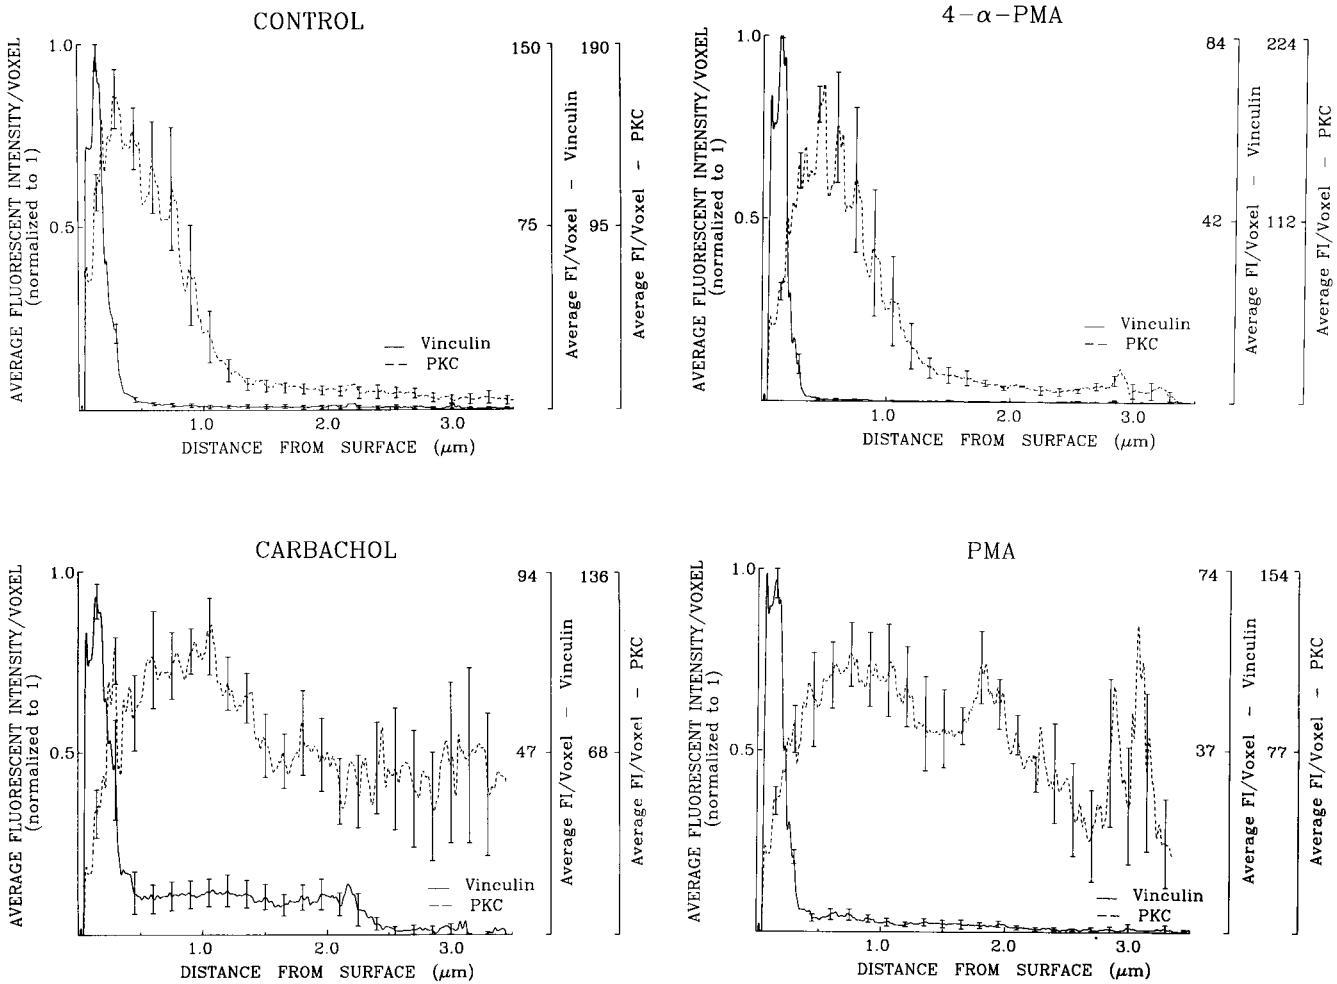 CONTROL
AVERAGE FLUORESCENT INTENSITY/VOXEL
(normalized to 1)
1.0
0.5
1.0
2.0
3.0
DISTANCE FROM SURFACE (μm)
Vinculin
PKC
150
75
Average FI/Voxel – Vinculin
190
95
Average FI/Voxel – PKC
4-α-PMA
AVERAGE FLUORESCENT INTENSITY/VOXEL
(normalized to 1)
1.0
0.5
1.0
2.0
3.0
DISTANCE FROM SURFACE (μm)
Vinculin
PKC
84
42
Average FI/Voxel – Vinculin
224
112
Average FI/Voxel – PKC
CARBACHOL
AVERAGE FLUORESCENT INTENSITY/VOXEL
(normalized to 1)
1.0
0.5
1.0
2.0
3.0
DISTANCE FROM SURFACE (μm)
Vinculin
PKC
94
47
Average FI/Voxel – Vinculin
136
68
Average FI/Voxel – PKC
PMA
AVERAGE FLUORESCENT INTENSITY/VOXEL
(normalized to 1)
1.0
0.5
1.0
2.0
3.0
DISTANCE FROM SURFACE (μm)
Vinculin
PKC
74
37
Average FI/Voxel – Vinculin
154
77
Average FI/Voxel – PKC